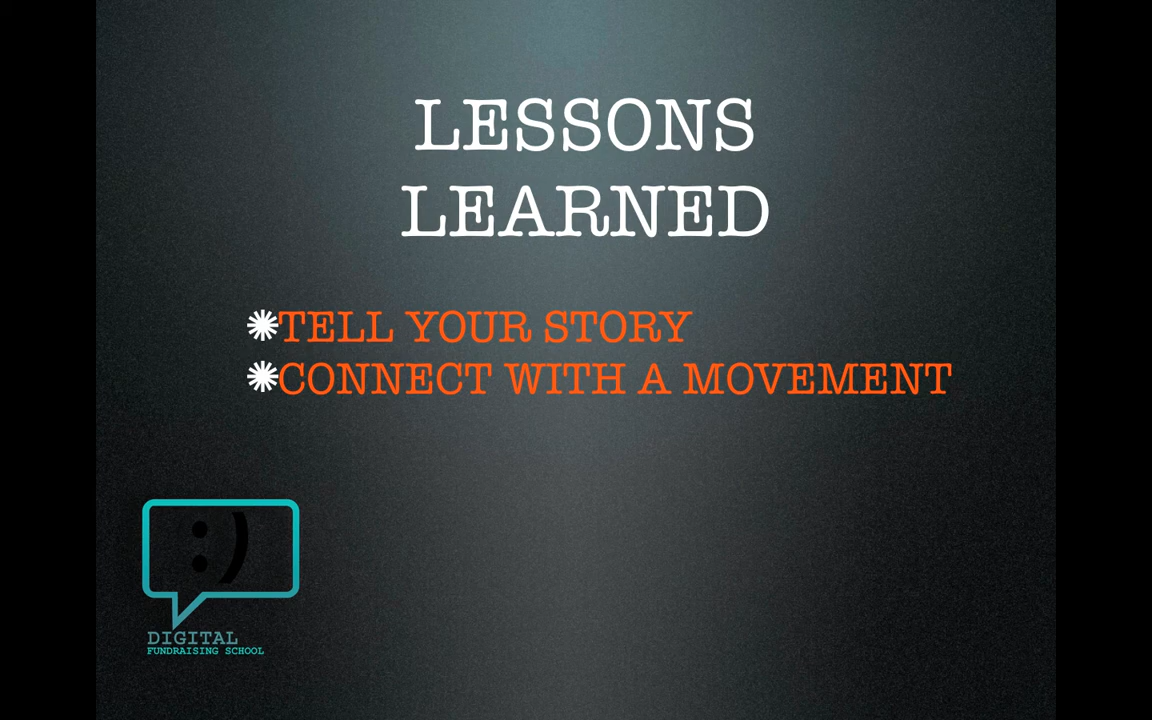 LESSONS
LEARNED
TELL YOUR STORY
CONNECT WITH A MOVEMENT
:)
DIGITAL
FUNDRAISING SCHOOL